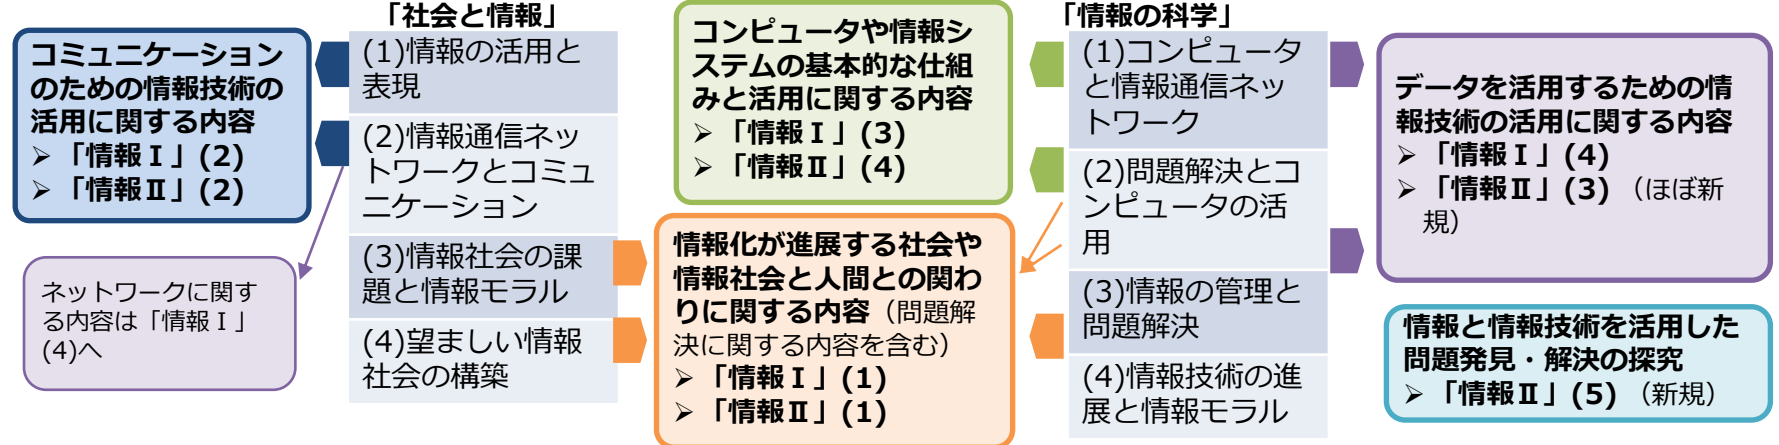 「社会と情報」
コミュニケーション
のための情報技術の
活用に関する内容
➢「情報Ⅰ」(2)
➢「情報Ⅱ」(2)
(1)情報の活用と
表現
(2)情報通信ネッ
トワークとコミュ
ニケーション
(3)情報社会の課
題と情報モラル
(4)望ましい情報
社会の構築
ネットワークに関す
る内容は「情報Ⅰ」
(4)へ
コンピュータや情報シ
ステムの基本的な仕組
みと活用に関する内容
➢「情報Ⅰ」(3)
➢「情報Ⅱ」(4)
情報化が進展する社会や
情報社会と人間との関わ
りに関する内容（問題解
決に関する内容を含む）
➢「情報Ⅰ」(1)
➢「情報Ⅱ」(1)
「情報の科学」
(1)コンピュータ
と情報通信ネッ
トワーク
(2)問題解決とコ
ンピュータの活
用
(3)情報の管理と
問題解決
(4)情報技術の進
展と情報モラル
データを活用するための情
報技術の活用に関する内容
➢「情報Ⅰ」(4)
➢「情報Ⅱ」(3)（ほぼ新
規）
情報と情報技術を活用した
問題発見・解決の探究
➢「情報Ⅱ」(5)（新規）